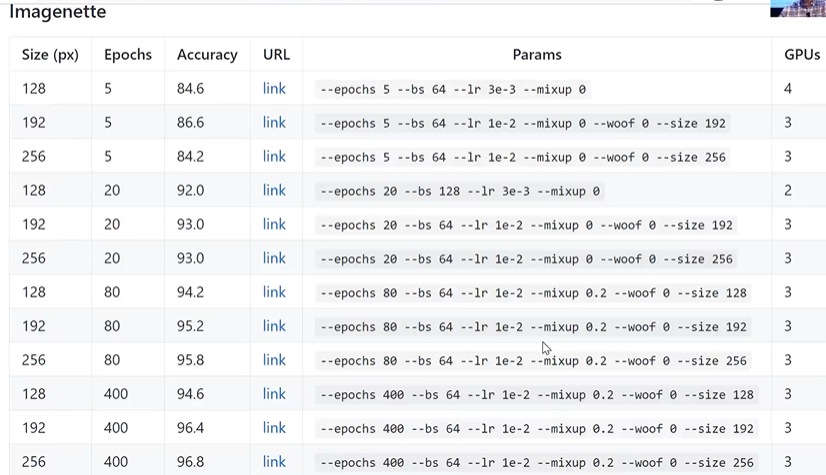 Imagenette
Size (px) Epochs Accuracy URL Params GPUs
128 5 84.6 link --epochs 5 --bs 64 --lr 3e-3 --mixup 0 4
192 5 86.6 link --epochs 5 --bs 64 --lr 1e-2 --mixup 0 --woof 0 --size 192 3
256 5 84.2 link --epochs 5 --bs 64 --lr 1e-2 --mixup 0 --woof 0 --size 256 3
128 20 92.0 link --epochs 20 --bs 128 --lr 3e-3 --mixup 0 2
192 20 93.0 link --epochs 20 --bs 64 --lr 1e-2 --mixup 0 --woof 0 --size 192 3
256 20 93.0 link --epochs 20 --bs 64 --lr 1e-2 --mixup 0 --woof 0 --size 256 3
128 80 94.2 link --epochs 80 --bs 64 --lr 1e-2 --mixup 0.2 --woof 0 --size 128 3
192 80 95.2 link --epochs 80 --bs 64 --lr 1e-2 --mixup 0.2 --woof 0 --size 192 3
256 80 95.8 link --epochs 80 --bs 64 --lr 1e-2 --mixup 0.2 --woof 0 --size 256 3
128 400 94.6 link --epochs 400 --bs 64 --lr 1e-2 --mixup 0.2 --woof 0 --size 128 3
192 400 96.4 link --epochs 400 --bs 64 --lr 1e-2 --mixup 0.2 --woof 0 --size 192 3
256 400 96.8 link --epochs 400 --bs 64 --lr 1e-2 --mixup 0.2 --woof 0 --size 256 3